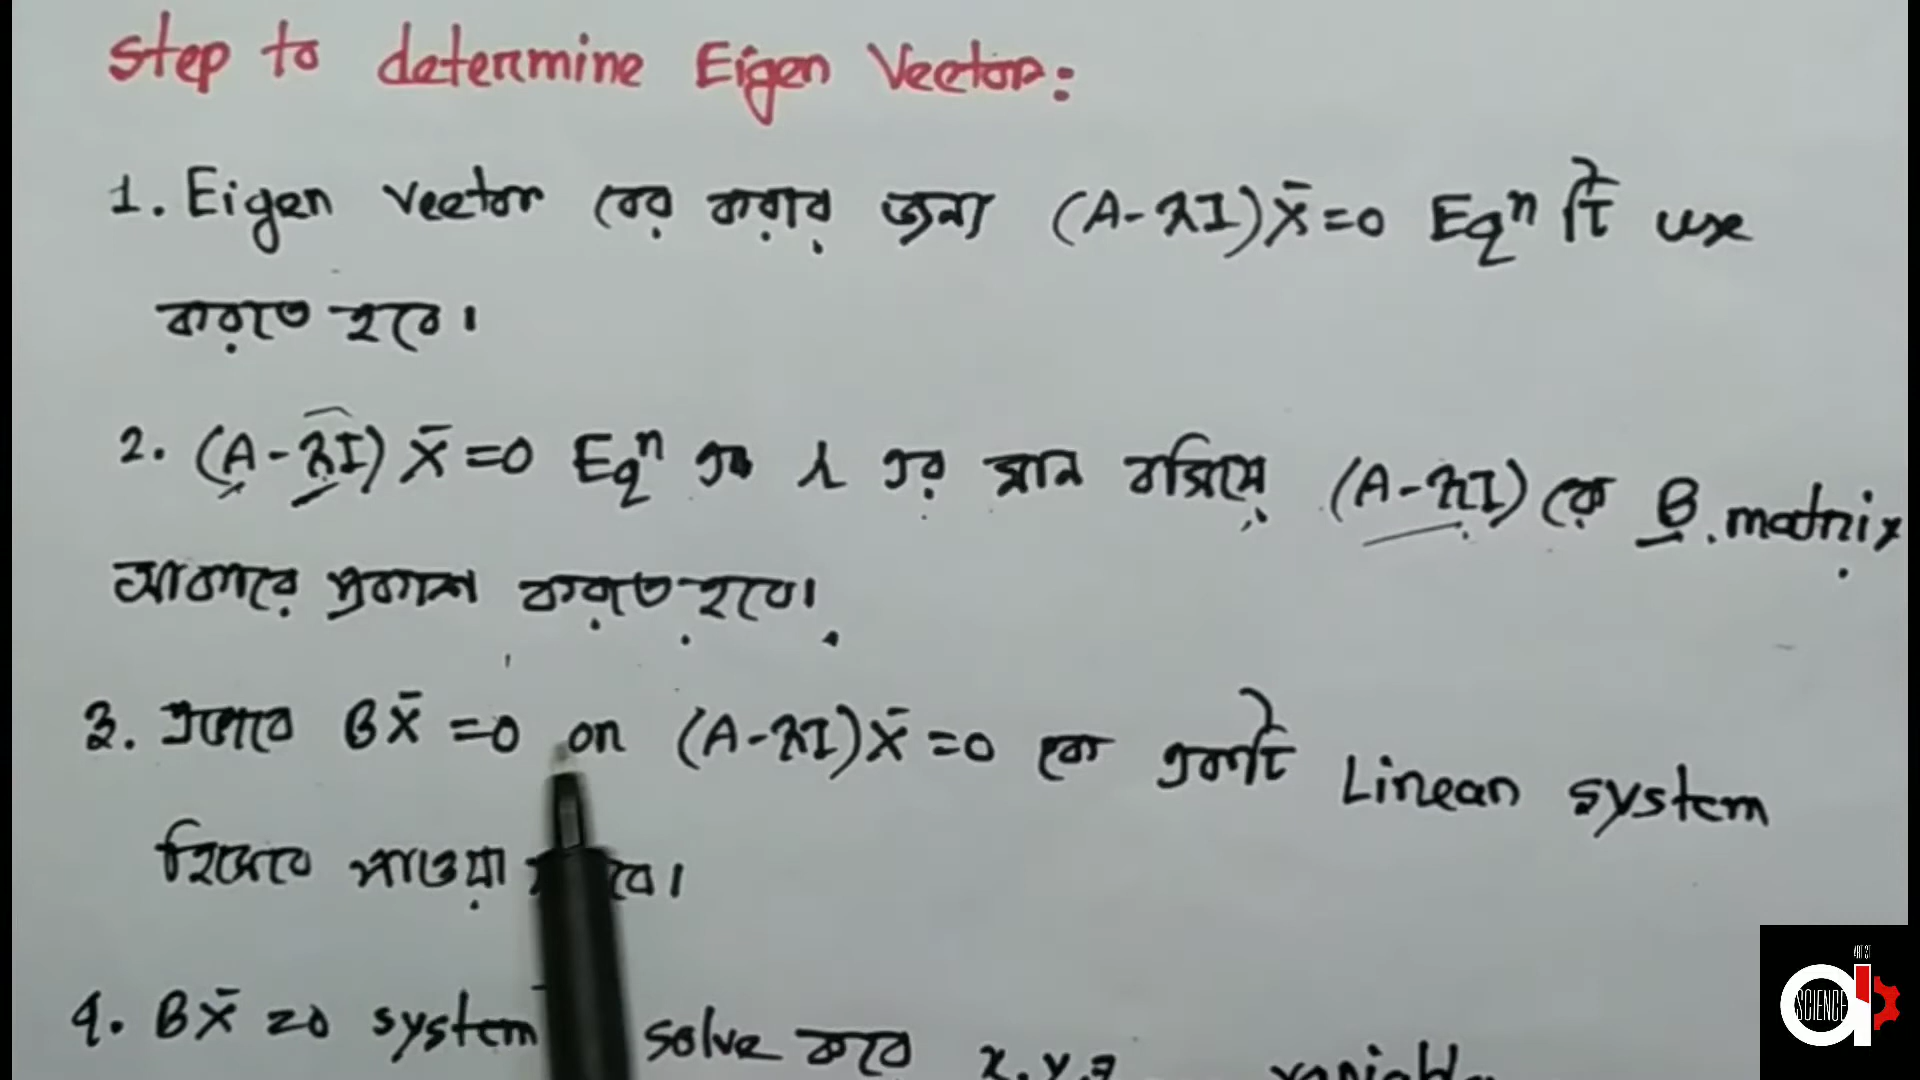 Step to determine Eigen Vector:
1. Eigen vector বের করার জন্য (A-λI)X̄=0 Eqⁿ টি use
করতে হবে।
2. (A-λI) X̄=0 Eqⁿ এ λ এর মান বসিয়ে (A-λI) কে B matrix
আকারে প্রকাশ করতে হবে।
3. এভাবে BX̄=0 or (A-λI)X̄=0 কে একটি Linear system
হিসেবে পাওয়া
4. BX̄=0 system solve করে x, y, z
SCIENCE